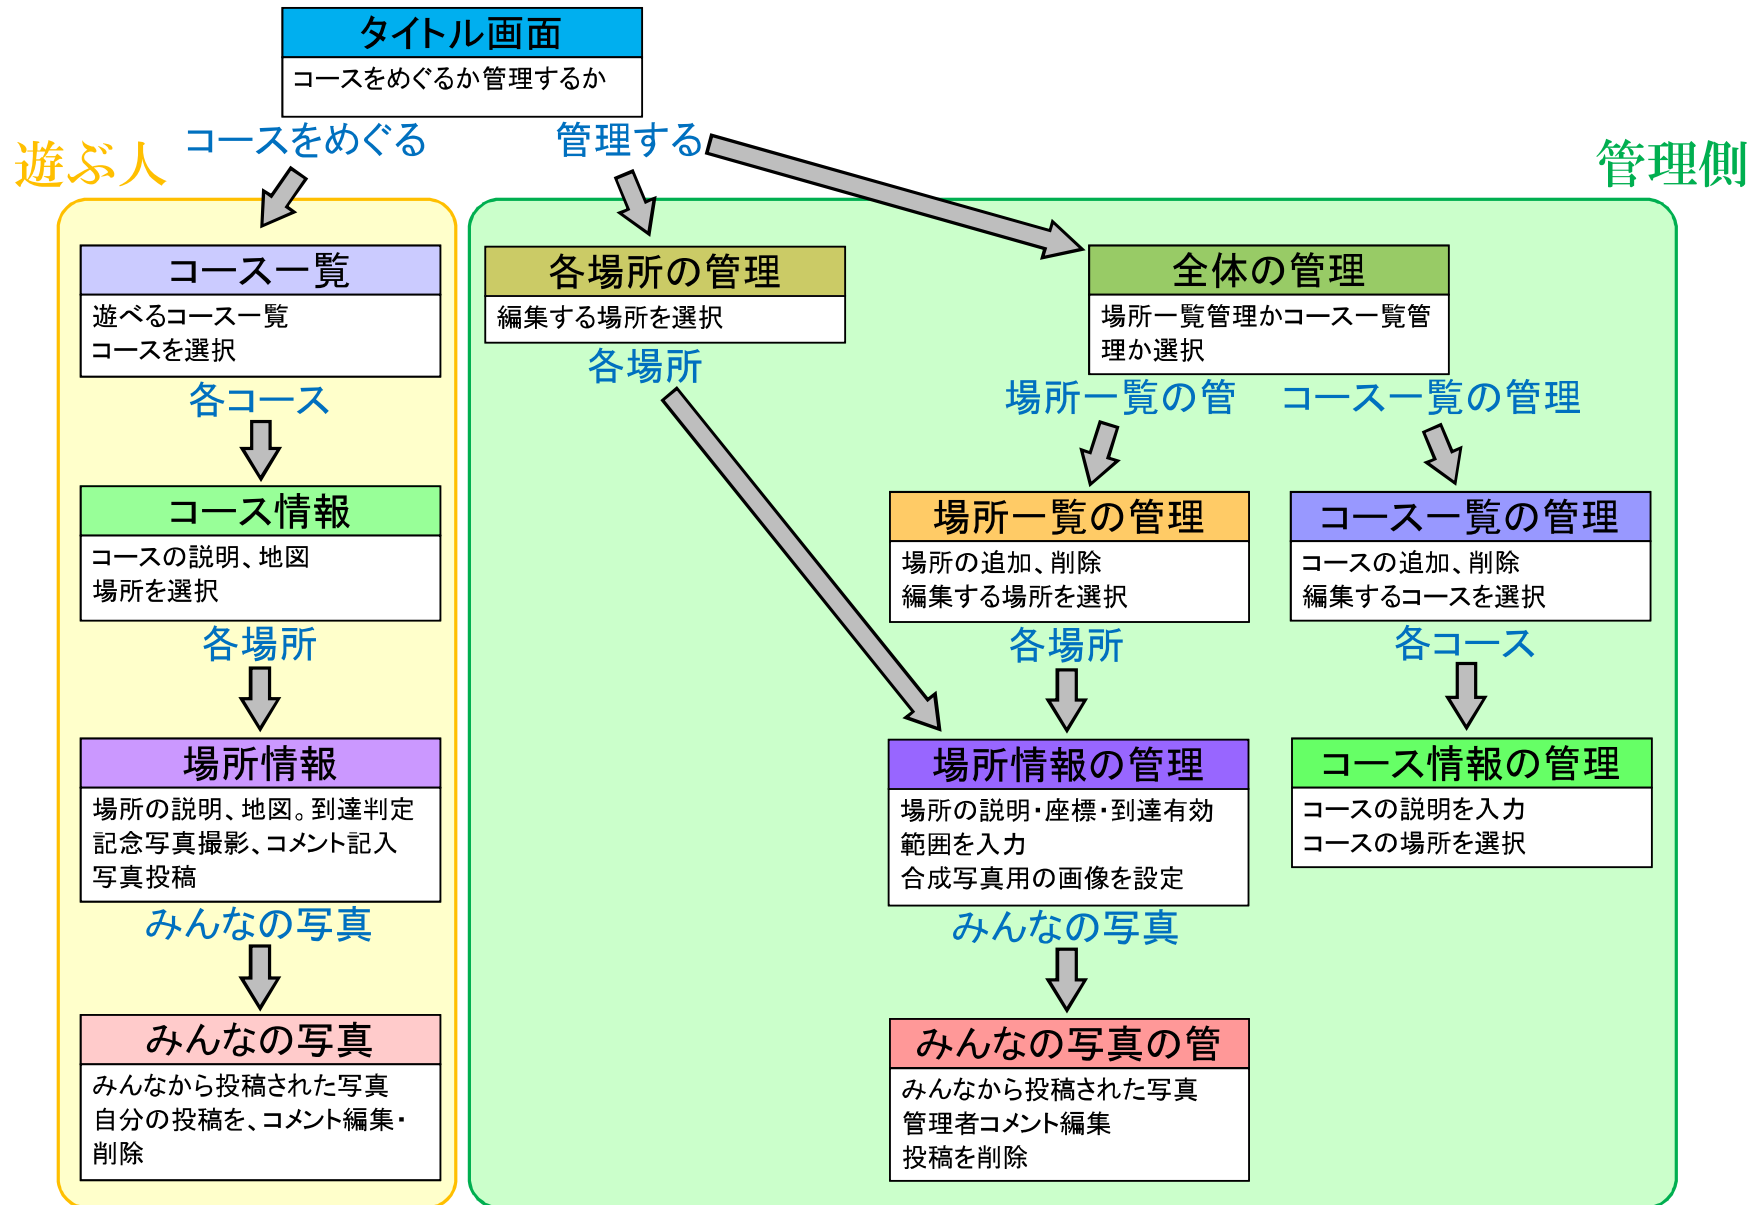 タイトル画面
コースをめぐるか管理するか
コースをめぐる
管理する
遊ぶ人
管理側
コース一覧
遊べるコース一覧
コースを選択
各コース
コース情報
コースの説明、地図
場所を選択
各場所
場所情報
場所の説明、地図。到達判定
記念写真撮影、コメント記入
写真投稿
みんなの写真
みんなの写真
みんなから投稿された写真
自分の投稿を、コメント編集・
削除
各場所の管理
編集する場所を選択
各場所
全体の管理
場所一覧管理かコース一覧管
理か選択
場所一覧の管
コース一覧の管理
場所一覧の管理
場所の追加、削除
編集する場所を選択
各場所
コース一覧の管理
コースの追加、削除
編集するコースを選択
各コース
場所情報の管理
場所の説明・座標・到達有効
範囲を入力
合成写真用の画像を設定
みんなの写真
コース情報の管理
コースの説明を入力
コースの場所を選択
みんなの写真の管
みんなから投稿された写真
管理者コメント編集
投稿を削除